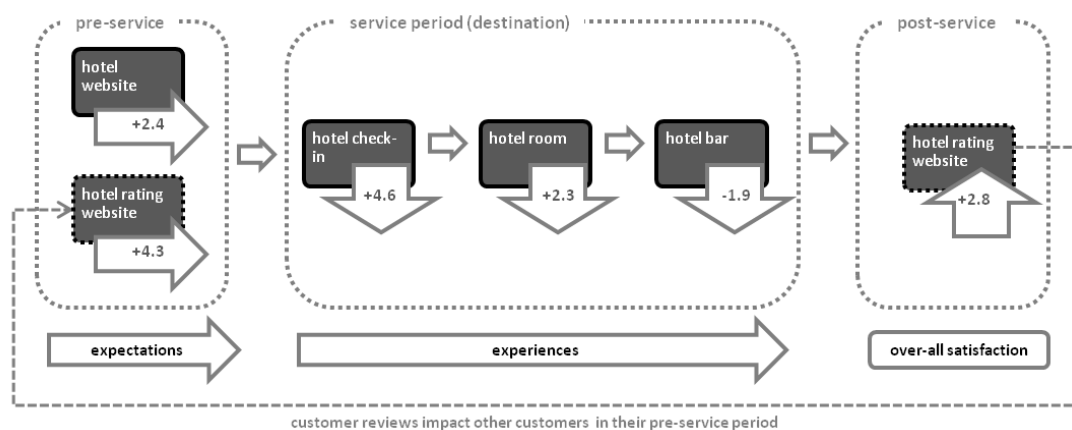 pre-service
service period (destination)
post-service
hotel
website
+2.4
hotel rating
website
+4.3
hotel check-
in
+4.6
hotel room
+2.3
hotel bar
-1.9
hotel rating
website
+2.8
expectations
experiences
over-all satisfaction
customer reviews impact other customers in their pre-service period